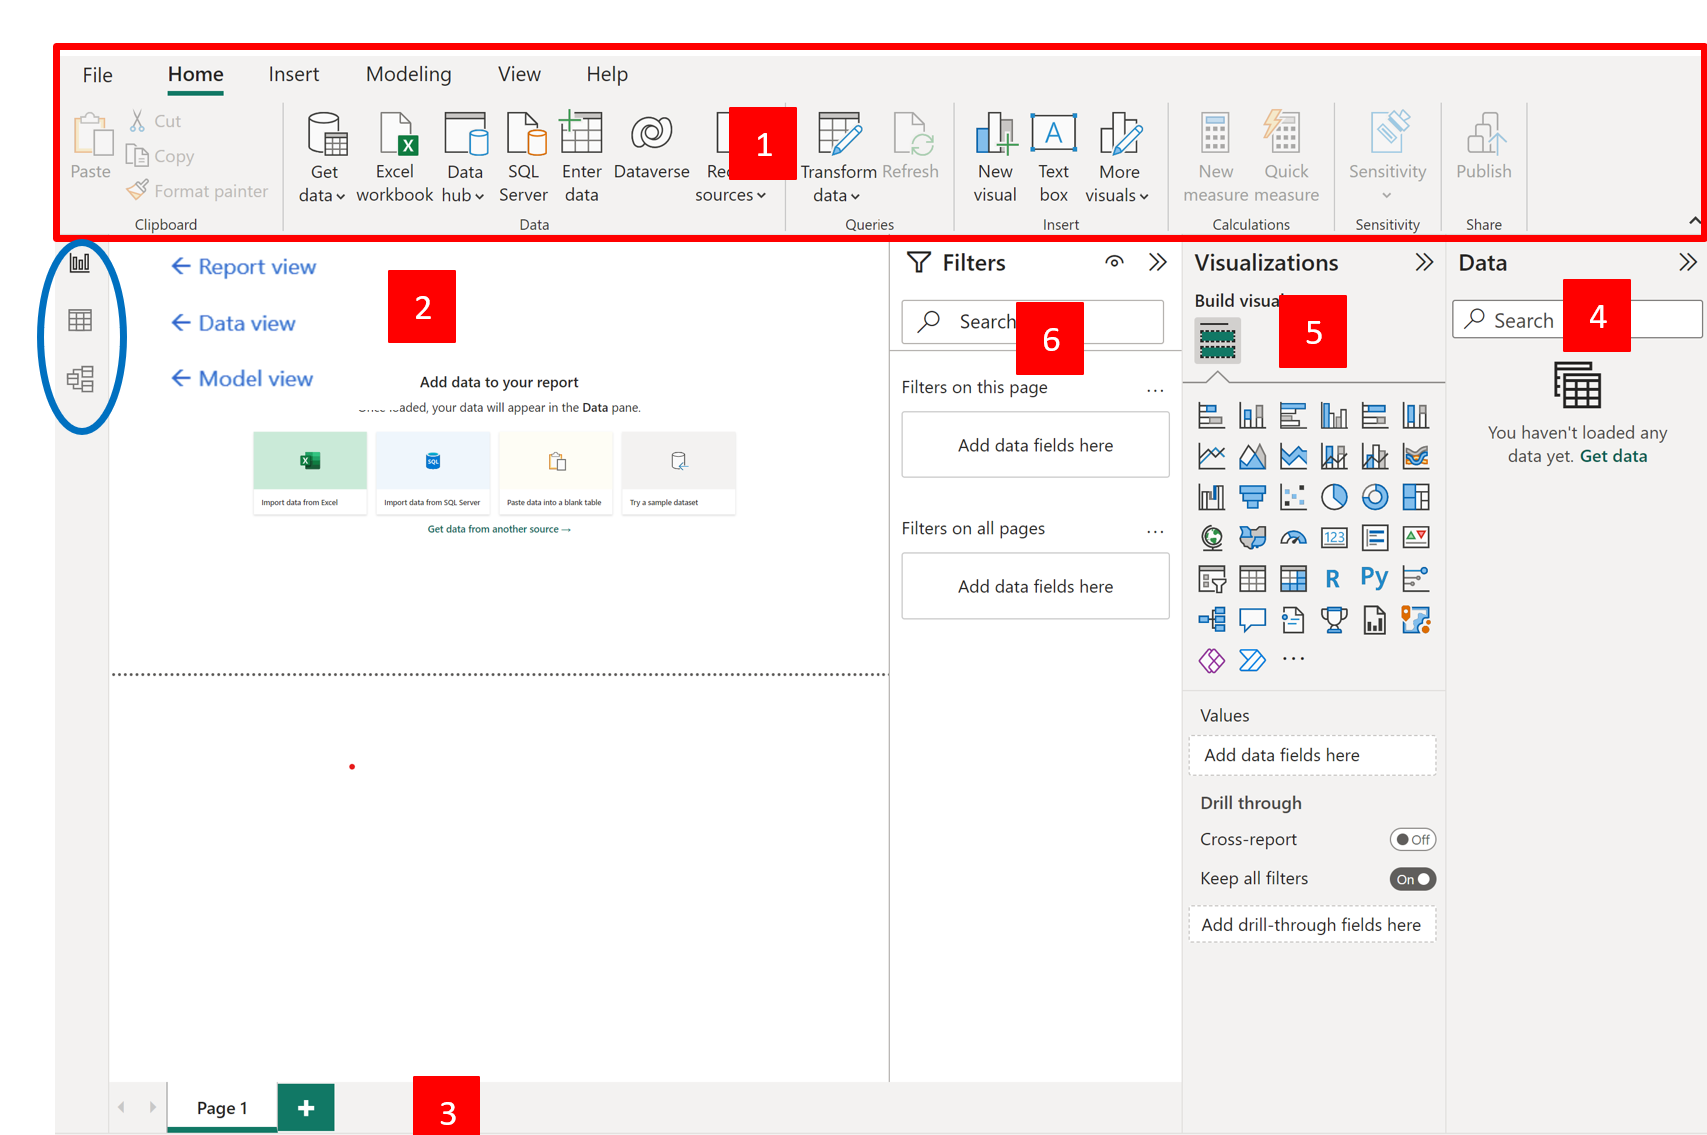 File Home Insert Modeling View Help
Paste
Cut
Copy
Format painter
Clipboard
Get
data
Excel
workbook
Data
hub
SQL
Server
Enter
data
Dataverse
sources
Data
1
Transform
data
Refresh
Queries
New
visual
Text
box
More
visuals
Insert
New
measure
Quick
measure
Calculations
Sensitivity
Sensitivity
Publish
Share
← Report view
← Data view
← Model view
2
Add data to your report
your data will appear in the Data pane.
SQL
Import data from Excel
Import data from SQL Server
Paste data into a blank table
Try a sample dataset
Get data from another source →
Page 1
+
3
Filters
Search
6
Filters on this page ...
Add data fields here
Filters on all pages ...
Add data fields here
Visualizations
Build
5
123
R Py
...
Values
Add data fields here
Drill through
Cross-report Off
Keep all filters On
Add drill-through fields here
Data
Search
4
You haven't loaded any
data yet. Get data